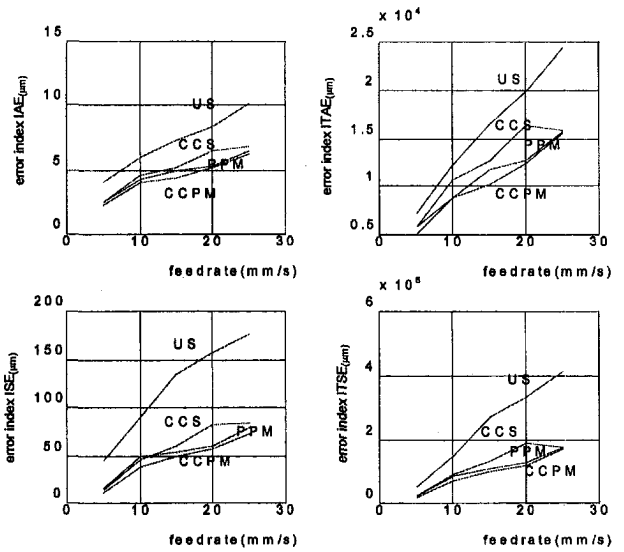 15
10
5
0
error index IAE(μm)
US
CCS
PPM
CCPM
0 10 20 30
feedrate(mm/s)
x 10⁴
2.5
2
1.5
1
0.5
error index ITAE(μm)
US
CCS
PPM
CCPM
0 10 20 30
feedrate(mm/s)
200
150
100
50
0
error index ISE(μm)
US
CCS
PPM
CCPM
0 10 20 30
feedrate(mm/s)
x 10
6
4
2
0
error index ITSE(μm)
US
CCS
PPM
CCPM
0 10 20 30
feedrate(mm/s)